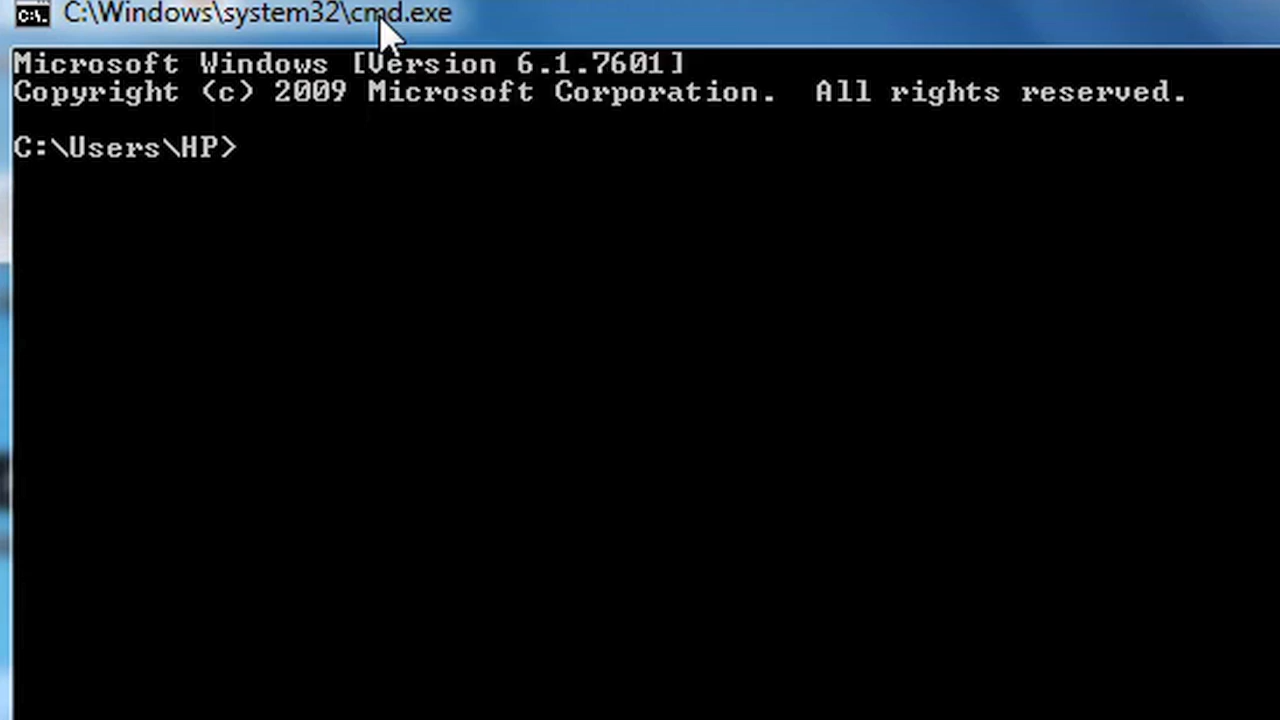 C:\Windows\system32\cmd.exe
Microsoft Windows [Version 6.1.7601]
Copyright (c) 2009 Microsoft Corporation.  All rights reserved.
C:\Users\HP>